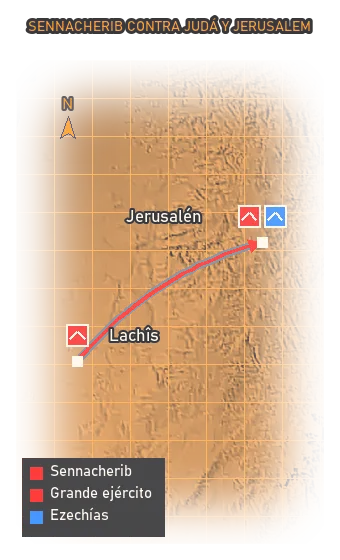 SENNACHERIB CONTRA JUDÁ Y JERUSALEM
N
Jerusalén
Lachîs
Sennacherib
Grande ejército
Ezechías